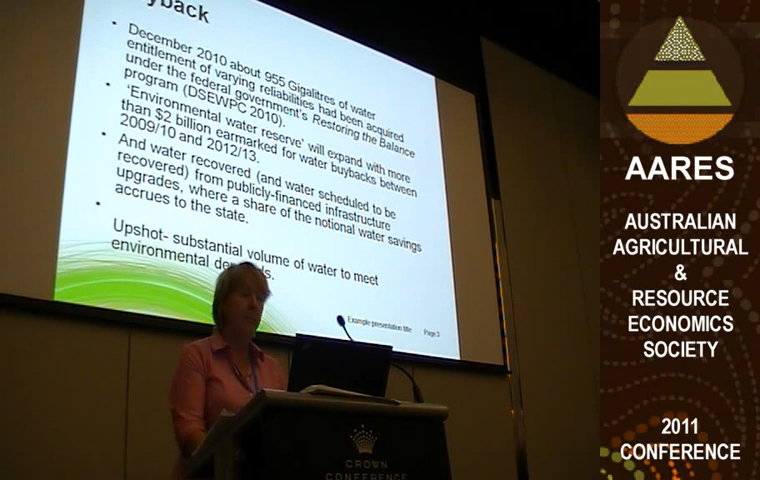 yback
• December 2010 about 955 Gigalitres of water
entitlement of varying reliabilities had been acquired
under the federal government's Restoring the Balance
program (DSEWPC 2010).
• 'Environmental water reserve' will expand with more
than $2 billion earmarked for water buybacks between
2009/10 and 2012/13.
• And water recovered (and water scheduled to be
recovered) from publicly-financed infrastructure
upgrades, where a share of the notional water savings
accrues to the state.
•
Upshot- substantial volume of water to meet
environmental
Example presentation title Page 3
CROWN
CONFERENCE
AARES
AUSTRALIAN
AGRICULTURAL
&
RESOURCE
ECONOMICS
SOCIETY
2011
CONFERENCE